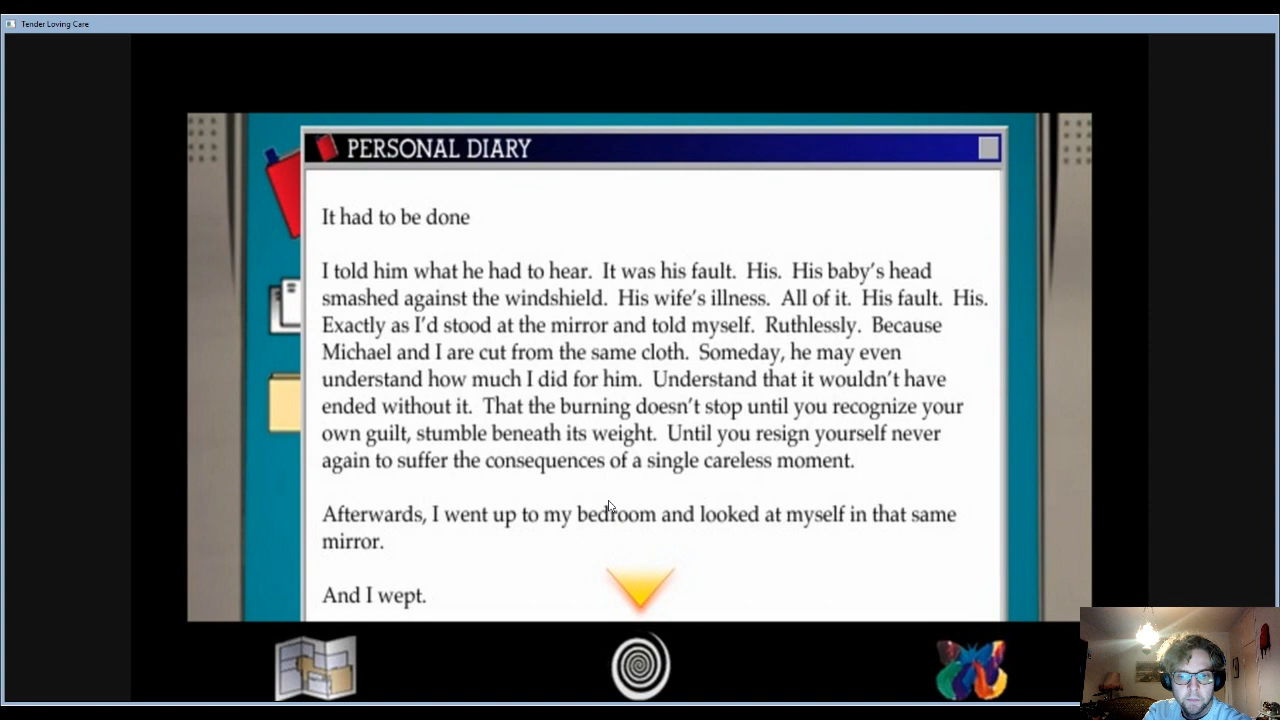 Tender Loving Care
PERSONAL DIARY
It had to be done
I told him what he had to hear.  It was his fault.  His.  His baby's head
smashed against the windshield.  His wife's illness.  All of it.  His fault.  His.
Exactly as I'd stood at the mirror and told myself.  Ruthlessly.  Because
Michael and I are cut from the same cloth.  Someday, he may even
understand how much I did for him.  Understand that it wouldn't have
ended without it.  That the burning doesn't stop until you recognize your
own guilt, stumble beneath its weight.  Until you resign yourself never
again to suffer the consequences of a single careless moment.
Afterwards, I went up to my bedroom and looked at myself in that same
mirror.
And I wept.